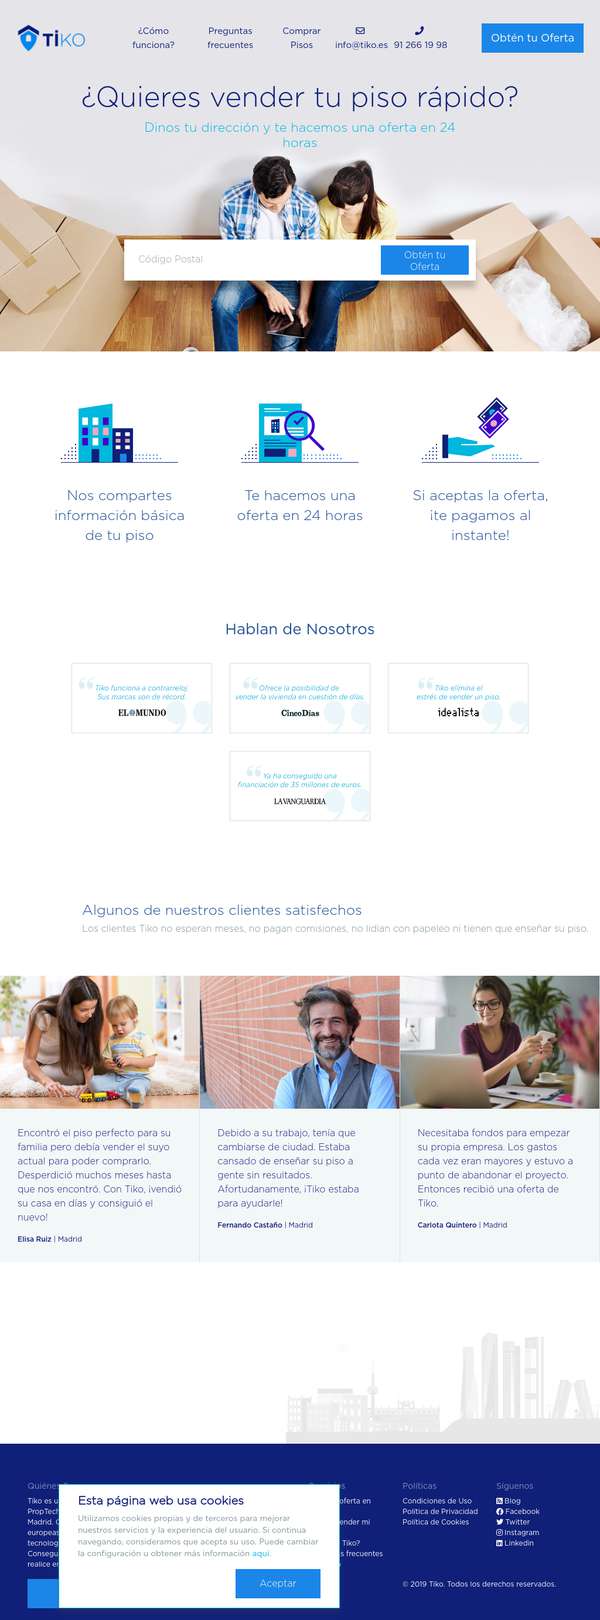 TiKO
¿Cómo funciona?
Preguntas frecuentes
Comprar Pisos
info@tiko.es
91 266 19 98
Obtén tu Oferta
¿Quieres vender tu piso rápido?
Dinos tu dirección y te hacemos una oferta en 24
horas
Código Postal
Obtén tu
Oferta
Nos compartes
información básica
de tu piso
Te hacemos una
oferta en 24 horas
Si aceptas la oferta,
¡te pagamos al
instante!
Hablan de Nosotros
Tiko funciona a contrarreloj.
Sus marcas son de récord.
EL MUNDO
Ofrece la posibilidad de
vender la vivienda en cuestión de días.
CincoDías
Tiko elimina el
estrés de vender un piso.
idealista
Ya ha conseguido una
financiación de 35 millones de euros.
LAVANGUARDIA
Algunos de nuestros clientes satisfechos
Los clientes Tiko no esperan meses, no pagan comisiones, no lidian con papeleo ni tienen que enseñar su piso.
Encontró el piso perfecto para su
familia pero debía vender el suyo
actual para poder comprarlo.
Desperdició muchos meses hasta
que nos encontró. Con Tiko, ¡vendió
su casa en días y consiguió el
nuevo!
Elisa Ruiz | Madrid
Debido a su trabajo, tenía que
cambiarse de ciudad. Estaba
cansado de enseñar su piso a
gente sin resultados.
Afortudanamente, ¡Tiko estaba
para ayudarle!
Fernando Castaño | Madrid
Necesitaba fondos para empezar
su propia empresa. Los gastos
cada vez eran mayores y estuvo a
punto de abandonar el proyecto.
Entonces recibió una oferta de
Tiko.
Carlota Quintero | Madrid
Tiko es u
PropTech
Madrid.
europeas
tecnolog
Consegu
realice e
Esta página web usa cookies
Utilizamos cookies propias y de terceros para mejorar
nuestros servicios y la experiencia del usuario. Si continua
navegando, consideramos que acepta su uso. Puede cambiar
la configuración u obtener más información aquí.
Aceptar
oferta en
nder mi
Tiko?
s frecuentes
Políticas
Condiciones de Uso
Política de Privacidad
Política de Cookies
Síguenos
Blog
Facebook
Twitter
Instagram
Linkedin
© 2019 Tiko. Todos los derechos reservados.